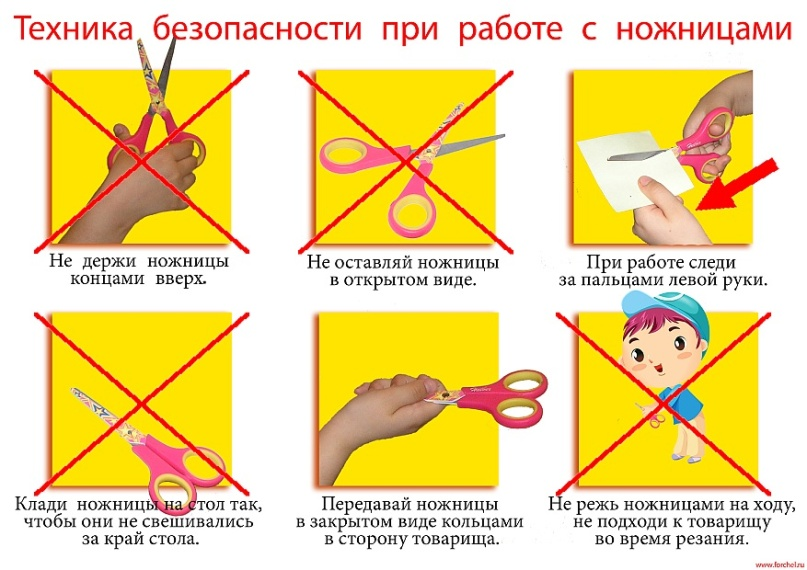 Техника безопасности при работе с ножницами
Не держи ножницы
концами вверх.
Не оставляй ножницы
в открытом виде.
При работе следи
за пальцами левой руки.
Клади ножницы на стол так,
чтобы они не свешивались
за край стола.
Передавай ножницы
в закрытом виде кольцами
в сторону товарища.
Не режь ножницами на ходу,
не подходи к товарищу
во время резания.
www.forchel.ru